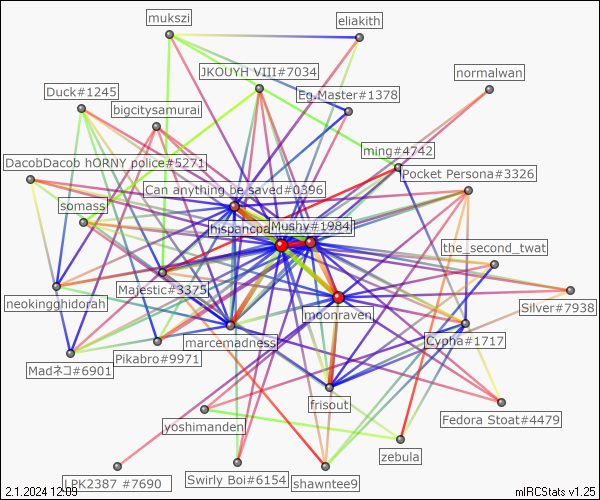 mukszi
eliakith
JKOUYH VIII#7034
normalwan
Duck#1245
Eg.Master#1378
bigcitysamurai
ming#4742
DacobDacob hORNY police#5271
Pocket Persona#3326
Can anything be saved#0396
somass
hispancpa
Mushy#1984
the_second_twat
Majestic#3375
neokingghidorah
Silver#7938
moonraven
marcemadness
Cypha#1717
Pikabro#9971
Madネコ#6901
frisout
Fedora Stoat#4479
yoshimanden
zebula
LPK2387 #7690
Swirly Boi#6154
shawntee9
2.1.2024 12:09
mIRCStats v1.25